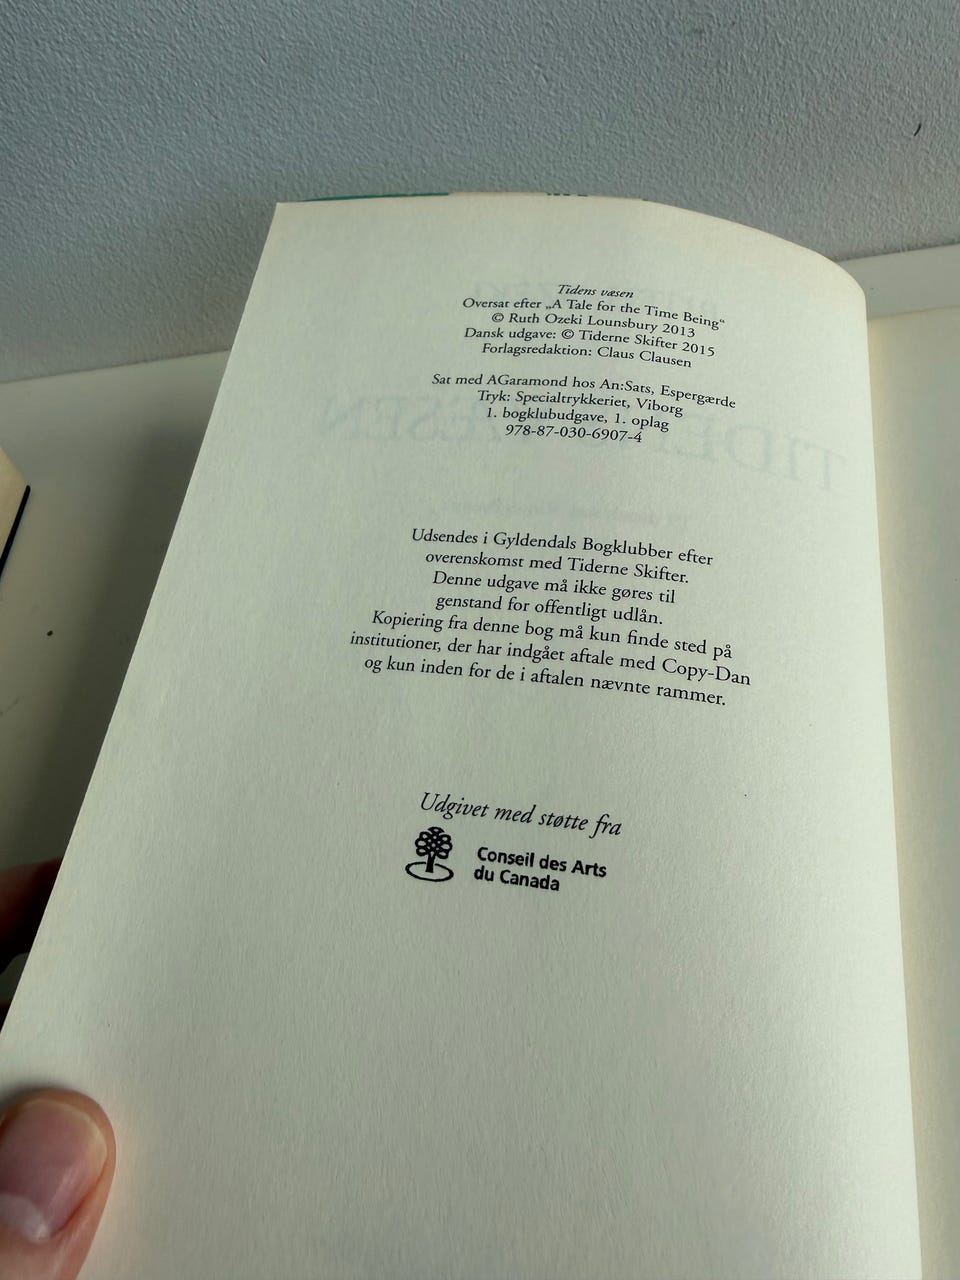 Tidens væsen
Oversat efter „A Tale for the Time Being“
© Ruth Ozeki Lounsbury 2013
Dansk udgave: © Tiderne Skifter 2015
Forlagsredaktion: Claus Clausen
Sat med AGaramond hos An:Sats, Espergærde
Tryk: Specialtrykkeriet, Viborg
1. bogklubudgave, 1. oplag
978-87-030-6907-4
Udsendes i Gyldendals Bogklubber efter
overenskomst med Tiderne Skifter.
Denne udgave må ikke gøres til
genstand for offentligt udlån.
Kopiering fra denne bog må kun finde sted på
institutioner, der har indgået aftale med Copy-Dan
og kun inden for de i aftalen nævnte rammer.
Udgivet med støtte fra
Conseil des Arts
du Canada